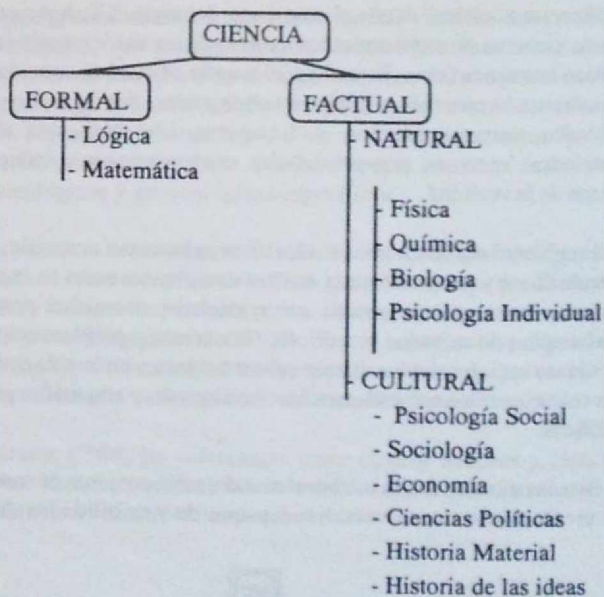 CIENCIA
FORMAL
- Lógica
- Matemática
FACTUAL
- NATURAL
- Física
- Química
- Biología
- Psicología Individual
- CULTURAL
- Psicología Social
- Sociología
- Economía
- Ciencias Políticas
- Historia Material
- Historia de las ideas